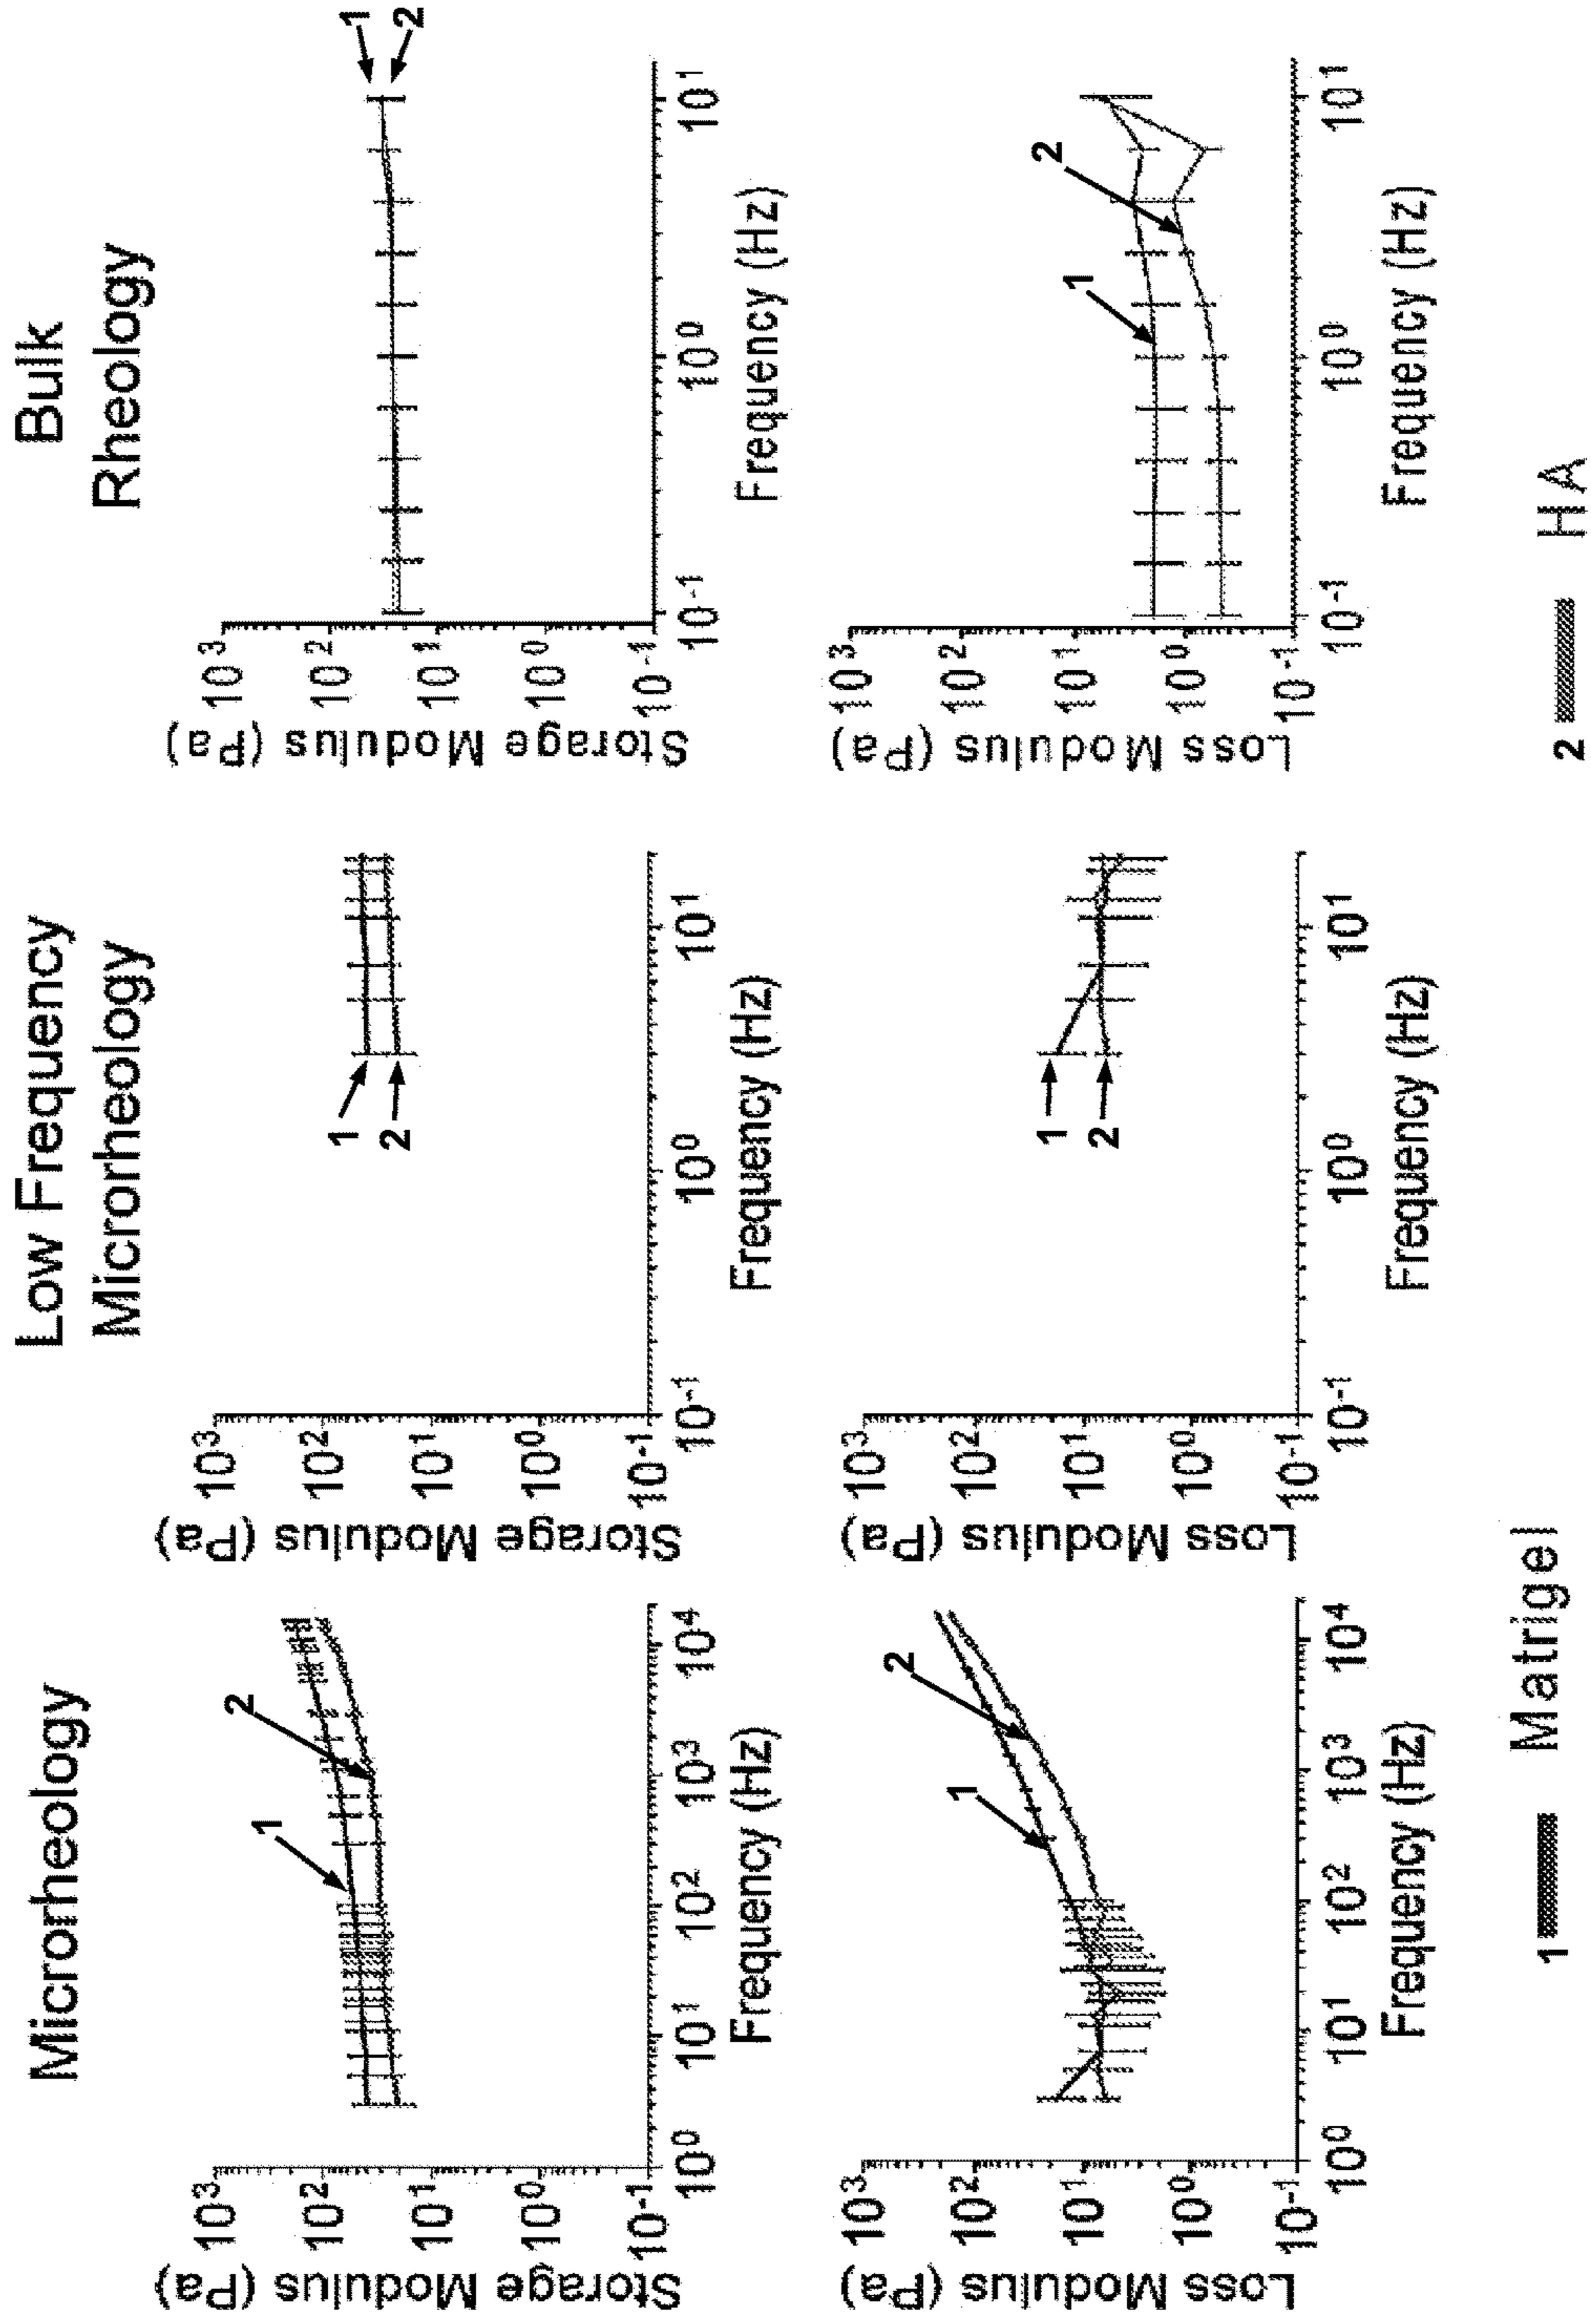 Microrheology
Low Frequency
Microrheology
Bulk
Rheology
Storage Modulus (Pa)
10³
10²
10¹
10⁰
10⁻¹
1
2
10⁰ 10¹ 10² 10³ 10⁴
Frequency (Hz)
Storage Modulus (Pa)
10³
10²
10¹
10⁰
10⁻¹
1
2
10⁻¹ 10⁰ 10¹
Frequency (Hz)
Storage Modulus (Pa)
10³
10²
10¹
10⁰
10⁻¹
1
2
10⁻¹ 10⁰ 10¹
Frequency (Hz)
Loss Modulus (Pa)
10³
10²
10¹
10⁰
10⁻¹
1
2
10⁰ 10¹ 10² 10³ 10⁴
Frequency (Hz)
Loss Modulus (Pa)
10³
10²
10¹
10⁰
10⁻¹
1
2
10⁻¹ 10⁰ 10¹
Frequency (Hz)
Loss Modulus (Pa)
10³
10²
10¹
10⁰
10⁻¹
1
2
10⁻¹ 10⁰ 10¹
Frequency (Hz)
1 Matrigel
2 HA